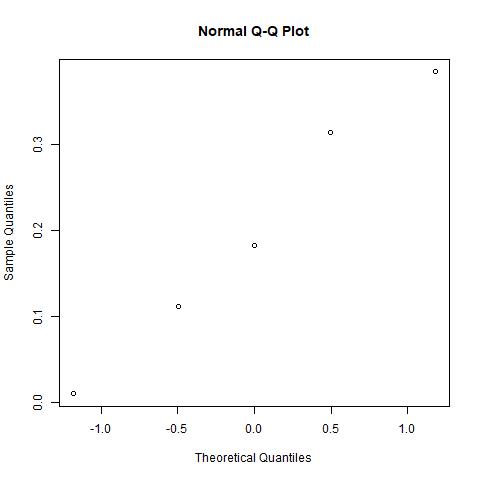 Normal Q-Q Plot
Sample Quantiles
0.3
0.2
0.1
0.0
-1.0 -0.5 0.0 0.5 1.0
Theoretical Quantiles